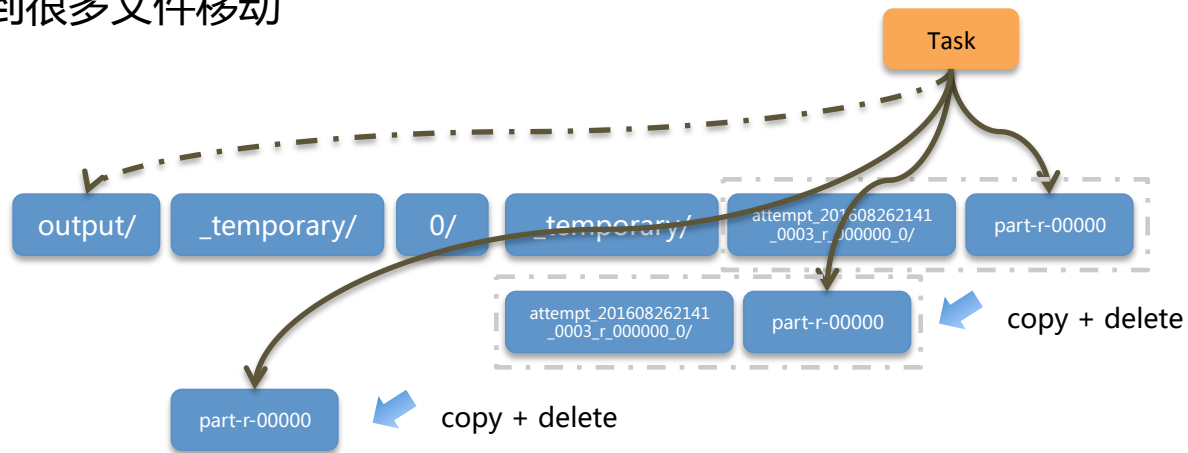 到很多文件移动
Task
output/
_temporary/
0/
_temporary/
attempt_201608262141
_0003_r_000000_0/
part-r-00000
attempt_201608262141
_0003_r_000000_0/
part-r-00000
copy + delete
part-r-00000
copy + delete